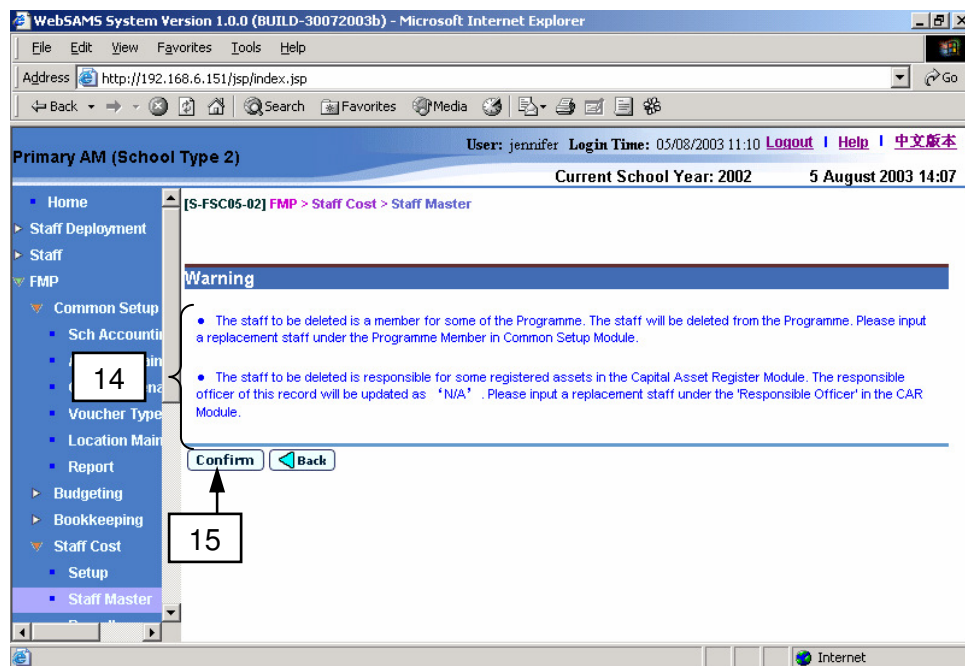 WebSAMS System Version 1.0.0 (BUILD-30072003b) - Microsoft Internet Explorer
File Edit View Favorites Tools Help
Address http://192.168.6.151/jsp/index.jsp Go
Back Search Favorites Media
Primary AM (School Type 2)
User: jennifer Login Time: 05/08/2003 11:10 Logout | Help | 中文版本
Current School Year: 2002 5 August 2003 14:07
Home
Staff Deployment
Staff
FMP
Common Setup
Sch Accountin
Voucher Type
Location Main
Report
Budgeting
Bookkeeping
Staff Cost
Setup
Staff Master
[S-FSC05-02] FMP > Staff Cost > Staff Master
Warning
• The staff to be deleted is a member for some of the Programme. The staff will be deleted from the Programme. Please input
a replacement staff under the Programme Member in Common Setup Module.
• The staff to be deleted is responsible for some registered assets in the Capital Asset Register Module. The responsible
officer of this record will be updated as ‘N/A’ . Please input a replacement staff under the 'Responsible Officer' in the CAR
Module.
Confirm Back
14
15
Internet